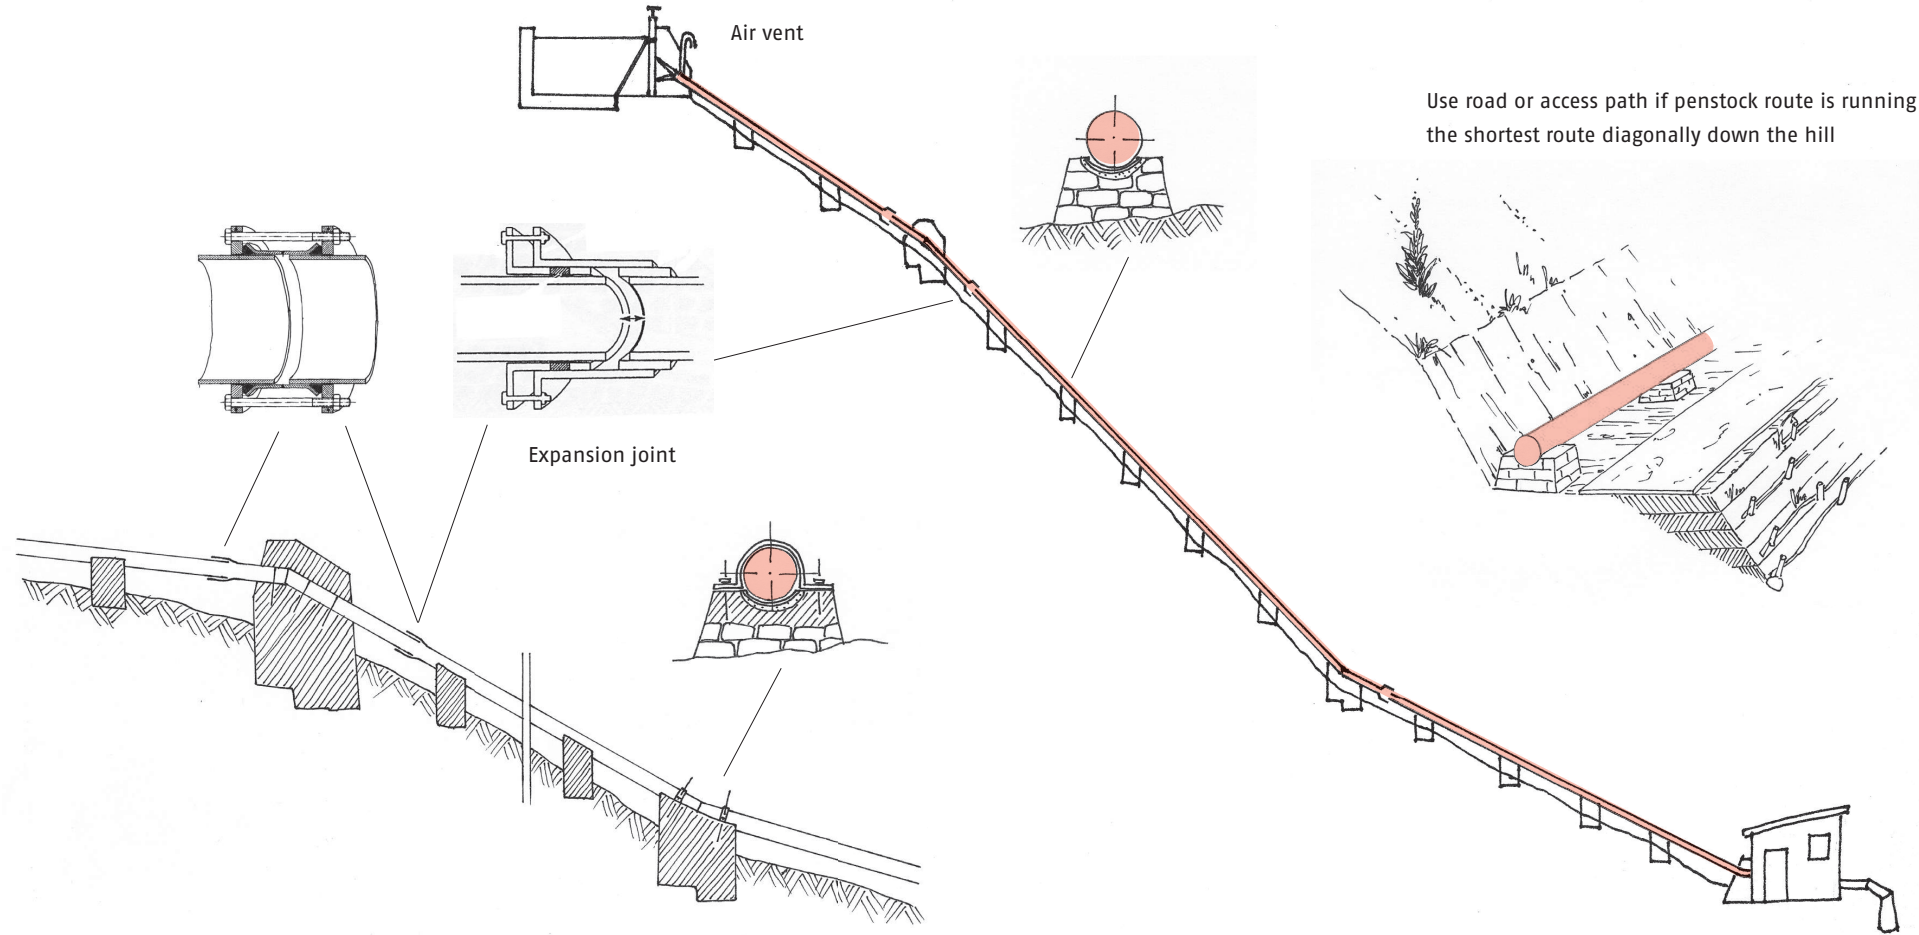 Air vent
Use road or access path if penstock route is running
the shortest route diagonally down the hill
Expansion joint